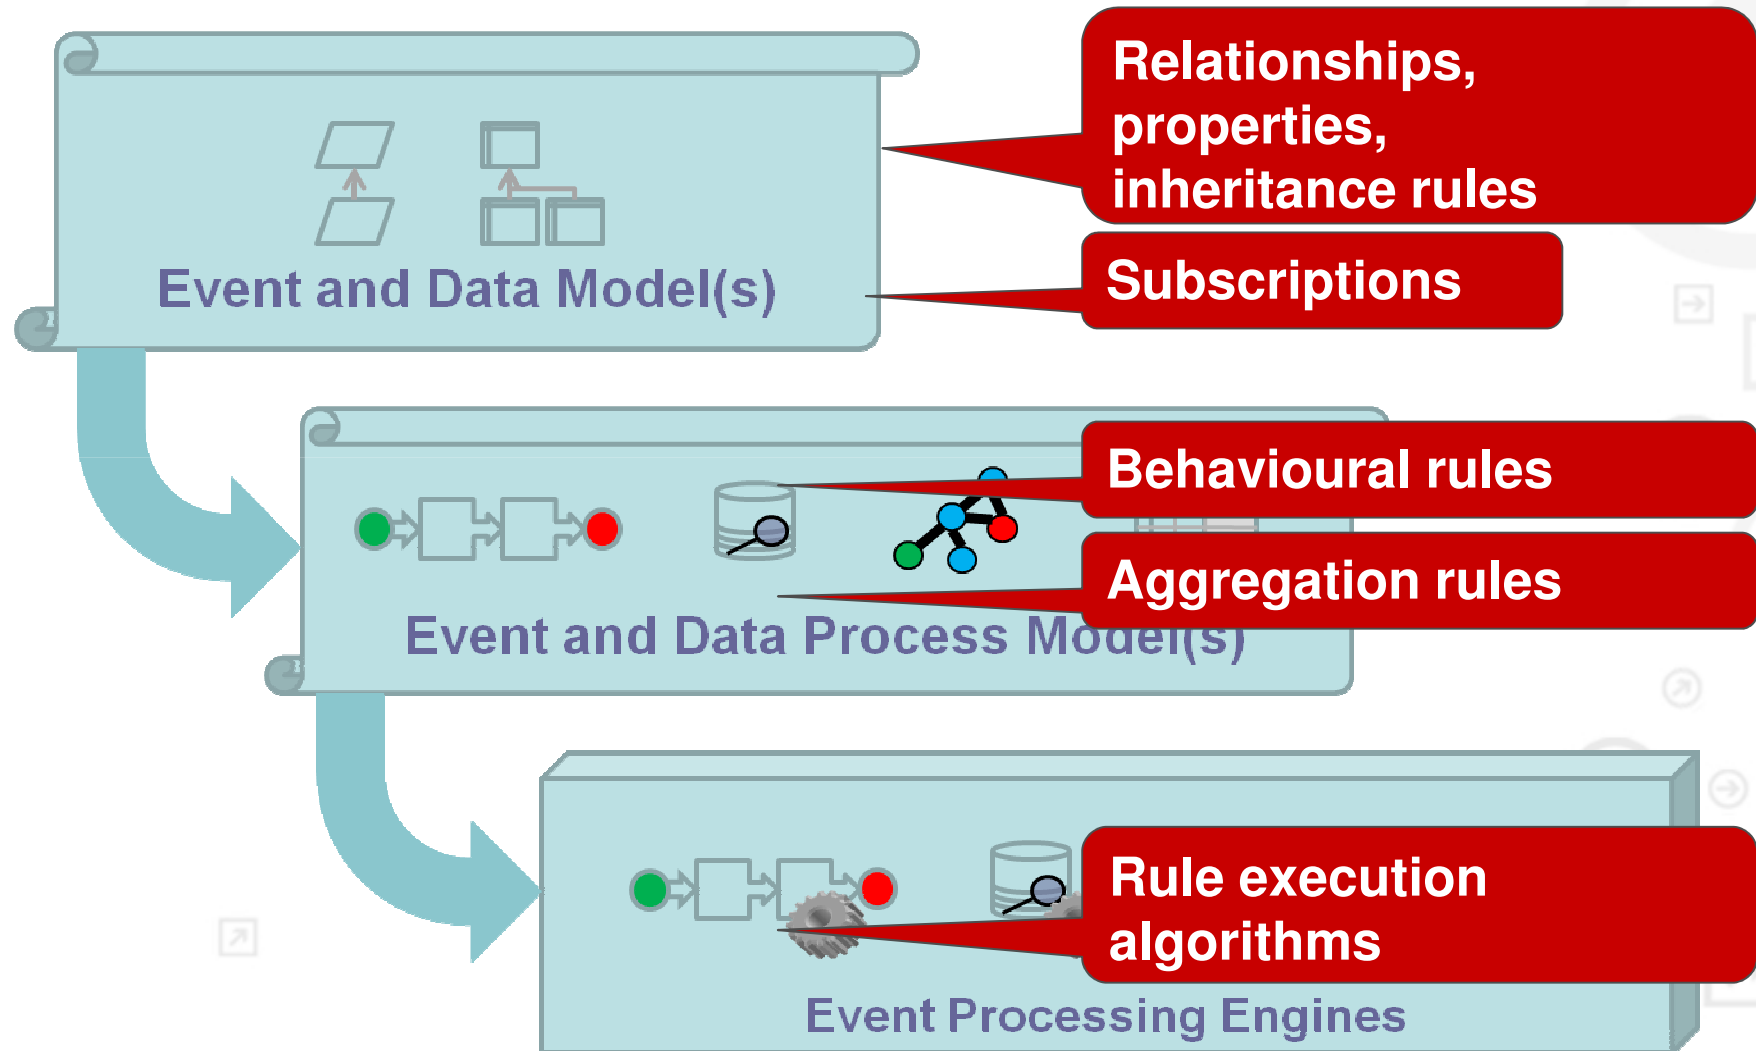 Relationships,
properties,
inheritance rules
Event and Data Model(s)
Subscriptions
Behavioural rules
Aggregation rules
Event and Data Process Model(s)
Rule execution
algorithms
Event Processing Engines